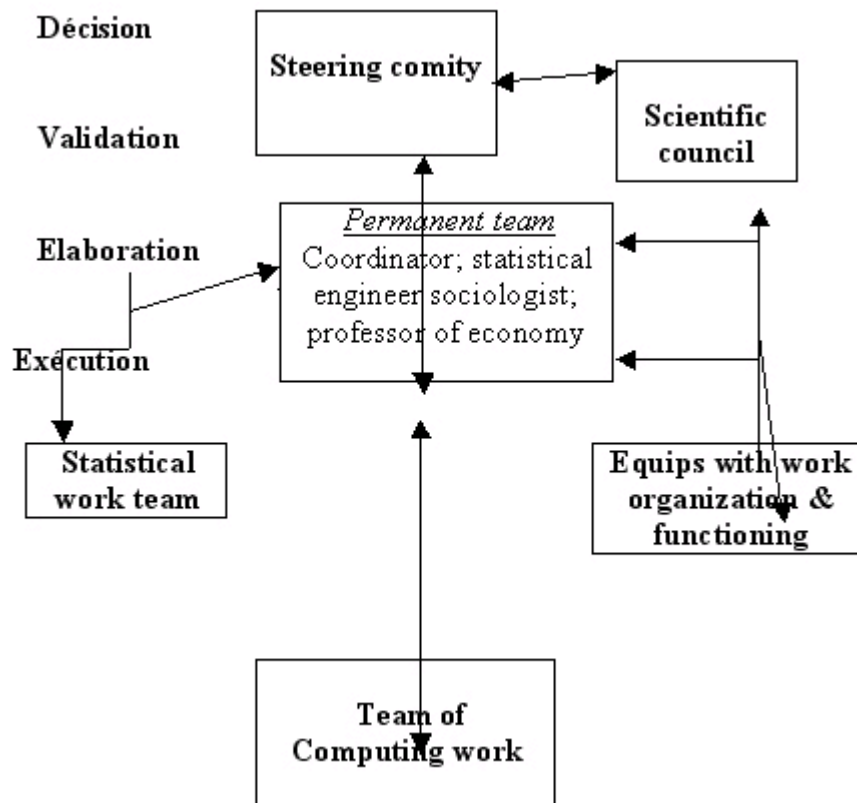 Décision
Steering comity
Scientific
council
Validation
Elaboration
Permanent team
Coordinator; statistical
engineer sociologist;
professor of economy
Exécution
Statistical
work team
Equips with work
organization &
functioning
Team of
Computing work